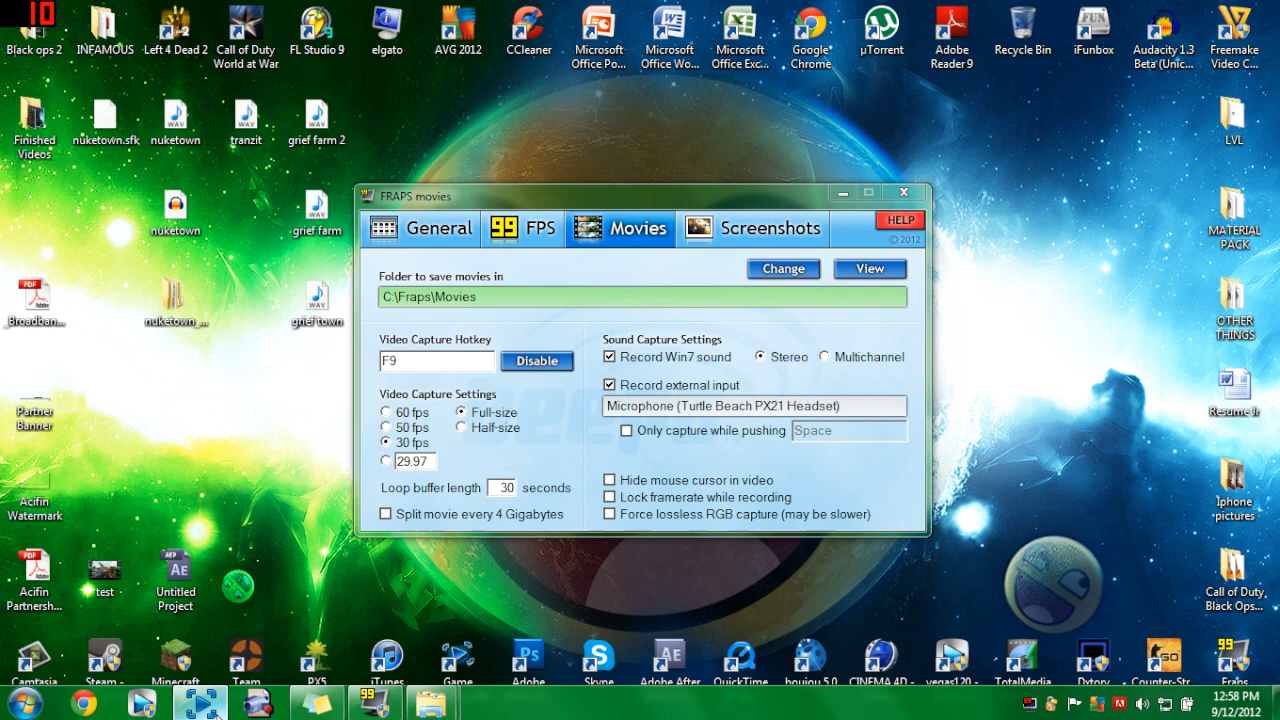 10
Black ops 2
INFAMOUS
Left 4 Dead 2
Call of Duty
World at War
FL Studio 9
elgato
AVG 2012
CCleaner
Microsoft
Office Po...
Microsoft
Office Wo...
Microsoft
Office Exc...
Google
Chrome
µTorrent
Adobe
Reader 9
Recycle Bin
iFunbox
Audacity 1.3
Beta (Unic...
Freemake
Video C...
Finished
Videos
nuketown.sfk
nuketown
tranzit
grief farm 2
LVL
nuketown
grief farm
MATERIAL
PACK
_Broadban...
nuketown_...
grief town
OTHER
THINGS
Partner
Banner
Resume Jr
Acifin
Watermark
Iphone
pictures
Acifin
Partnersh...
test
Untitled
Project
Call of Duty
Black Ops...
FRAPS movies
General
99 FPS
Movies
Screenshots
HELP
© 2012
Folder to save movies in
Change
View
C:\Fraps\Movies
Video Capture Hotkey
F9
Disable
Video Capture Settings
60 fps
50 fps
30 fps
29.97
Full-size
Half-size
Loop buffer length 30 seconds
Split movie every 4 Gigabytes
Sound Capture Settings
Record Win7 sound
Stereo
Multichannel
Record external input
Microphone (Turtle Beach PX21 Headset)
Only capture while pushing Space
Hide mouse cursor in video
Lock framerate while recording
Force lossless RGB capture (may be slower)
Camtasia
Steam -
Minecraft
Team
PX5
iTunes
Game
Adobe
Skype
Adobe After
QuickTime
boujou 5.0
CINEMA 4D -
vegas120 -
TotalMedia
Dxtory
Counter-Str
Fraps
12:58 PM
9/12/2012